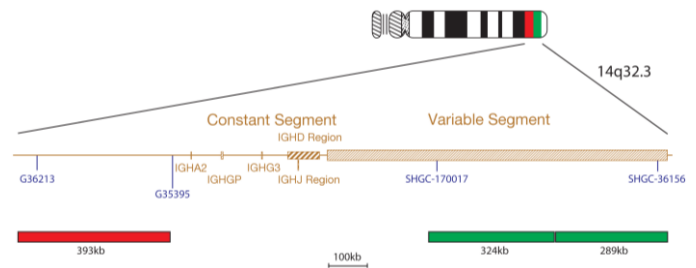 14q32.3
Constant Segment
Variable Segment
IGHD Region
IGHA2
IGHGP
IGHG3
IGHJ Region
G36213
G35395
SHGC-170017
SHGC-36156
393kb
324kb
289kb
100kb